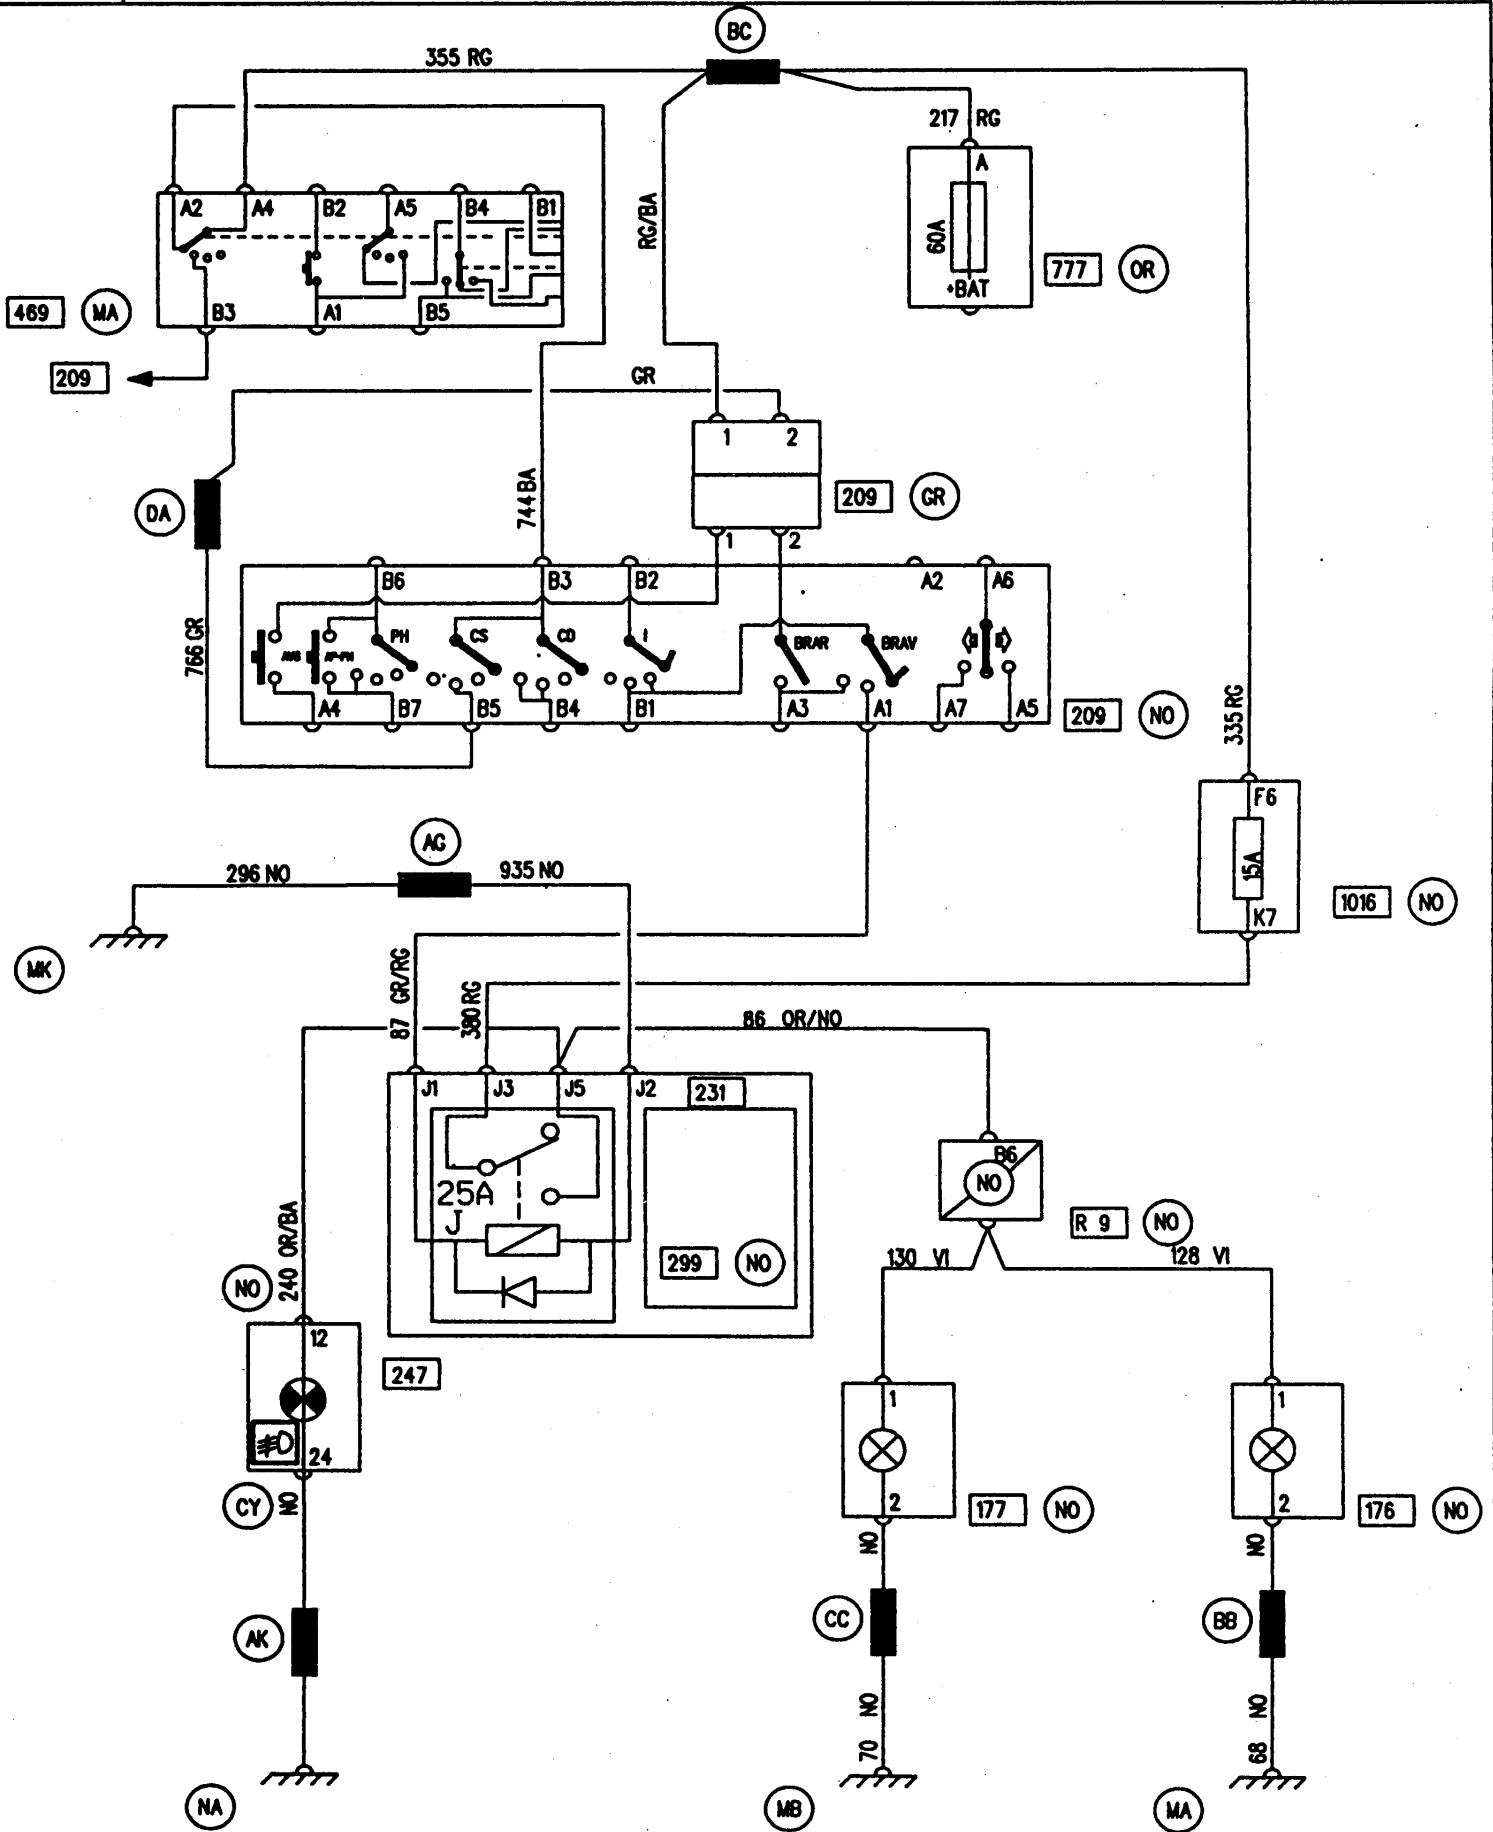 BC
355 RG
217 RG
A
60A
+BAT
777 OR
RG/BA
A2 A4 B2 A5 B4 B1
469 MA
B3 A1 B5
209
GR
1 2
209 GR
1 2
DA
744 BA
766 GR
B6 B3 B2 A2 A6
AVS AP-PH PH CS CD I BRAR BRAV
A4 B7 B5 B4 B1 A3 A1 A7 A5
209 NO
335 RG
F6
15A
K7
1016 NO
AG
296 NO 935 NO
MK
87 GR/RG
380 RG
86 OR/NO
J1 J3 J5 J2 231
25A
J
299 NO
B6
NO
R 9 NO
130 VI 128 VI
240 OR/BA
NO
12
247
24
CY NO
1 1
2 2
177 NO 176 NO
NO NO
AK CC BB
70 NO 68 NO
NA MB MA